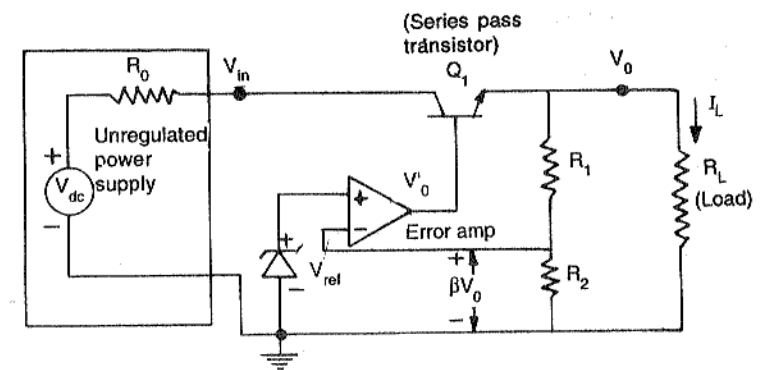 (Series pass
transistor)
Q1
R0
Vin
V0
IL
Unregulated
power
supply
+
Vdc
−
V'0
+
−
R1
RL
(Load)
Error amp
+
Vref
−
+
βV0
−
R2